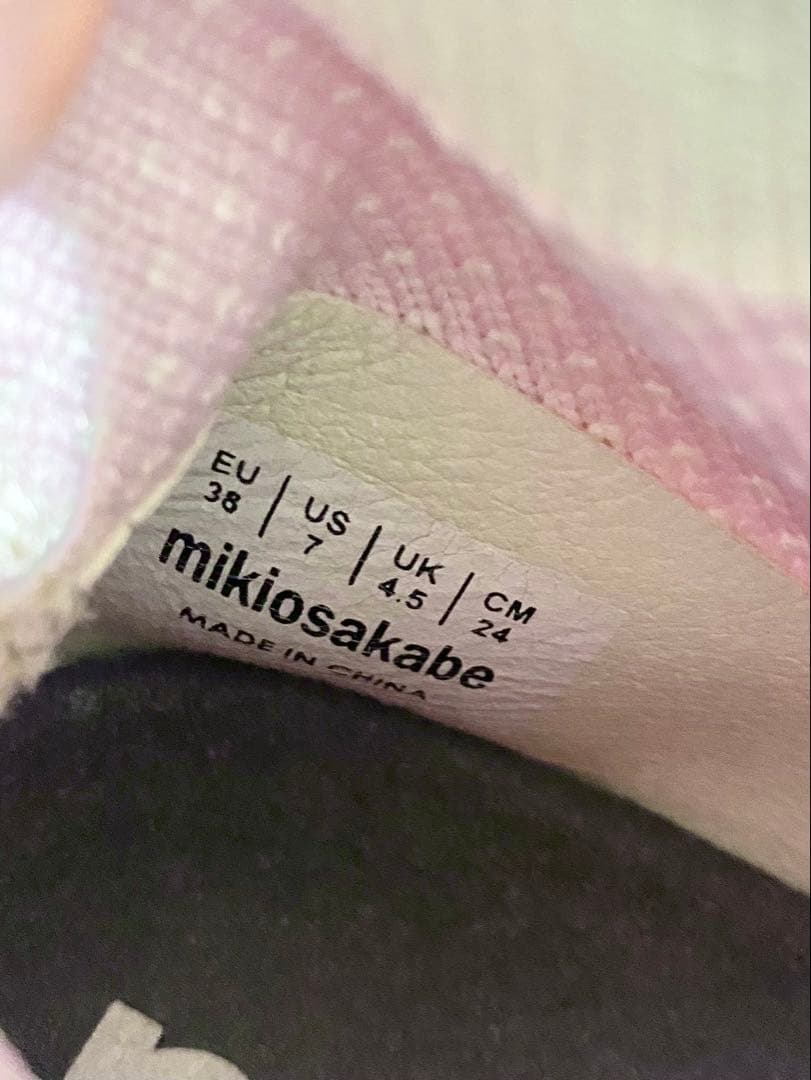 EU | US | UK | CM
38 | 7 | 4.5 | 24
mikiosakabe
MADE IN CHINA